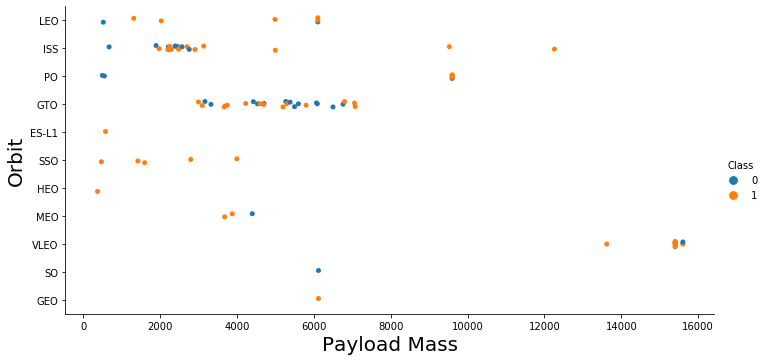 Orbit
LEO
ISS
PO
GTO
ES-L1
SSO
HEO
MEO
VLEO
SO
GEO
0 2000 4000 6000 8000 10000 12000 14000 16000
Payload Mass
Class
0
1